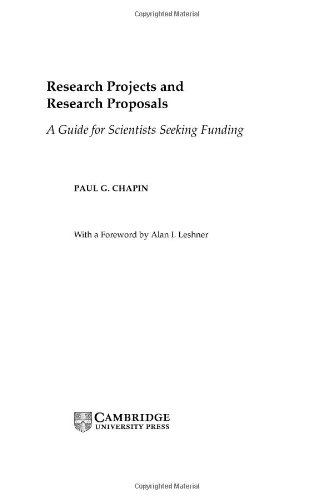 Copyrighted Material
Research Projects and
Research Proposals
A Guide for Scientists Seeking Funding
PAUL G. CHAPIN
With a Foreword by Alan I. Leshner
CAMBRIDGE
UNIVERSITY PRESS
Copyrighted Material